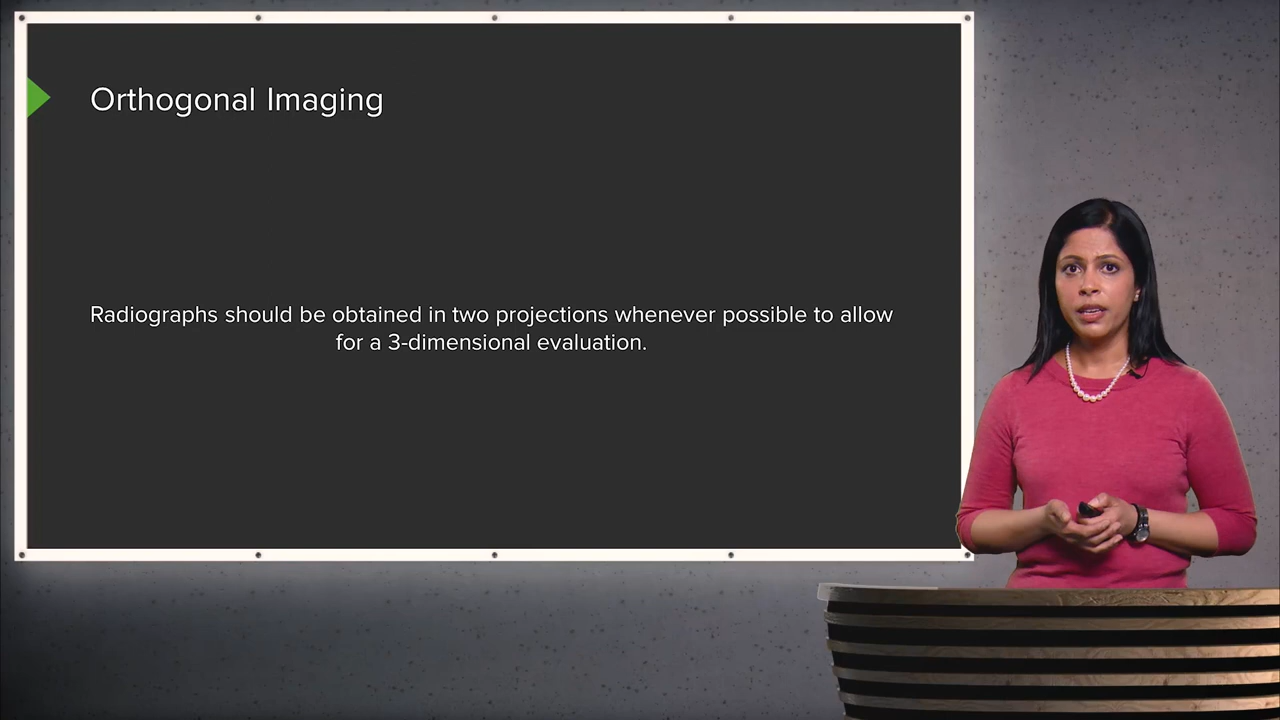 Orthogonal Imaging
Radiographs should be obtained in two projections whenever possible to allow
for a 3-dimensional evaluation.